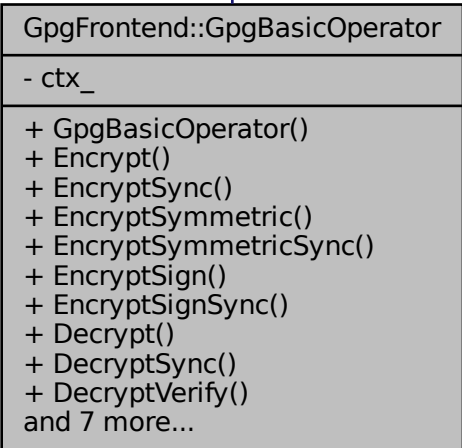 GpgFrontend::GpgBasicOperator
- ctx_
+ GpgBasicOperator()
+ Encrypt()
+ EncryptSync()
+ EncryptSymmetric()
+ EncryptSymmetricSync()
+ EncryptSign()
+ EncryptSignSync()
+ Decrypt()
+ DecryptSync()
+ DecryptVerify()
and 7 more...